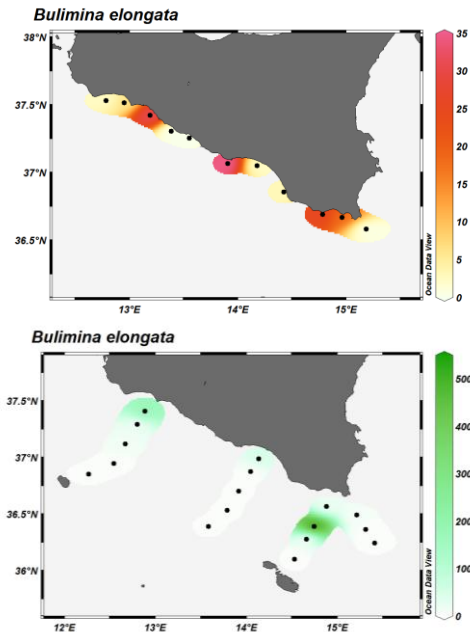 Bulimina elongata
38°N
37.5°N
37°N
36.5°N
13°E
14°E
15°E
35
30
25
20
15
10
5
0
Ocean Data View
Bulimina elongata
37.5°N
37°N
36.5°N
36°N
12°E
13°E
14°E
15°E
500
400
300
200
100
0
Ocean Data View